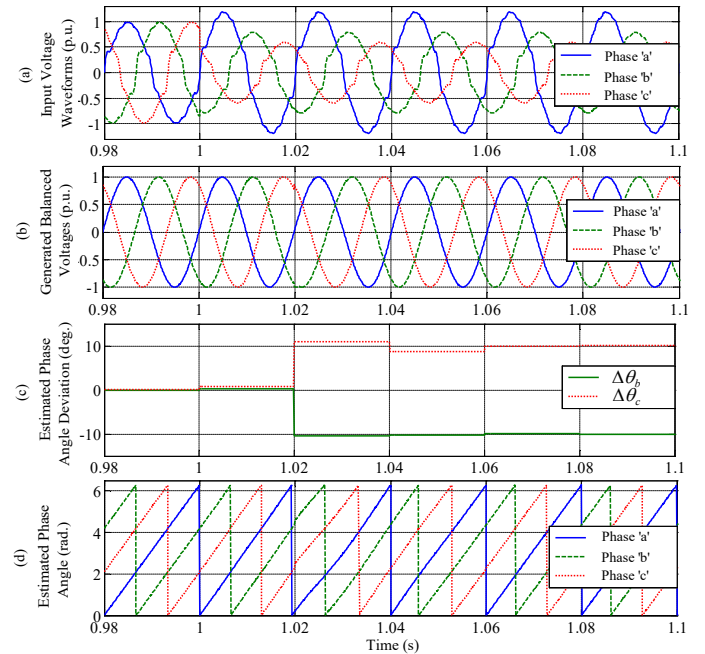 (a)
Input Voltage
Waveforms (p.u.)
1
0.5
0
-0.5
-1
Phase 'a'
Phase 'b'
Phase 'c'
0.98 1 1.02 1.04 1.06 1.08 1.1
(b)
Generated Balanced
Voltages (p.u.)
1
0.5
0
-0.5
-1
Phase 'a'
Phase 'b'
Phase 'c'
0.98 1 1.02 1.04 1.06 1.08 1.1
(c)
Estimated Phase
Angle Deviation (deg.)
10
0
-10
Δθb
Δθc
0.98 1 1.02 1.04 1.06 1.08 1.1
(d)
Estimated Phase
Angle (rad.)
6
4
2
0
Phase 'a'
Phase 'b'
Phase 'c'
0.98 1 1.02 1.04 1.06 1.08 1.1
Time (s)